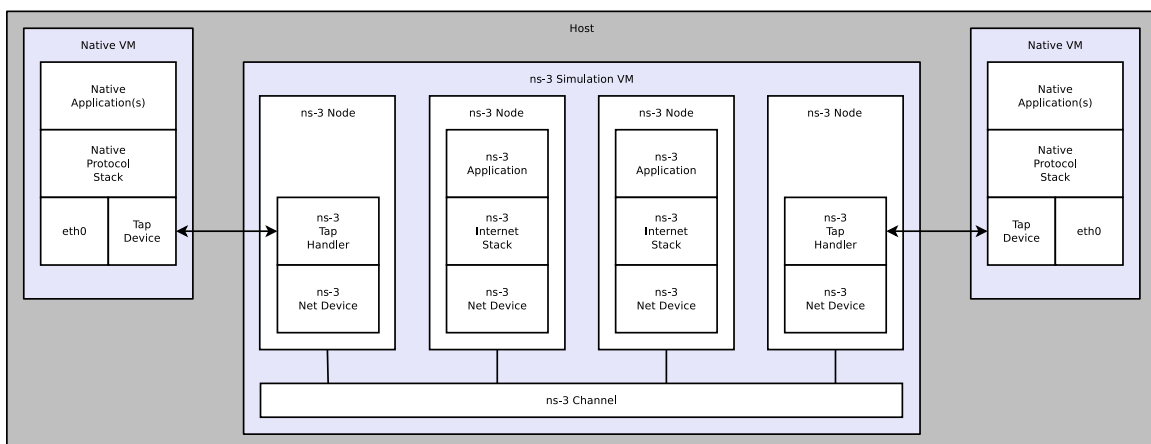 Host
Native VM
Native
Application(s)
Native
Protocol
Stack
eth0
Tap
Device
ns-3 Simulation VM
ns-3 Node
ns-3
Tap
Handler
ns-3
Net Device
ns-3 Node
ns-3
Application
ns-3
Internet
Stack
ns-3
Net Device
ns-3 Node
ns-3
Application
ns-3
Internet
Stack
ns-3
Net Device
ns-3 Node
ns-3
Tap
Handler
ns-3
Net Device
ns-3 Channel
Native VM
Native
Application(s)
Native
Protocol
Stack
Tap
Device
eth0